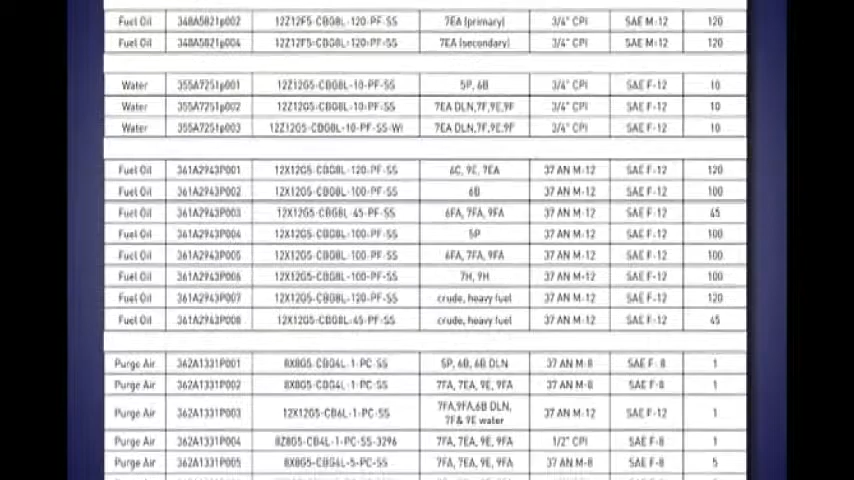 Fuel Oil 348A5821p002 12Z12F5-CBG8L-120-PF-SS 7EA (primary) 3/4" CPI SAE M-12 120
Fuel Oil 348A5821p004 12Z12F5-CBG8L-120-PF-SS 7EA (secondary) 3/4" CPI SAE M-12 120
Water 355A7251p001 12Z12G5-CBG8L-10-PF-SS 5P, 6B 3/4" CPI SAE F-12 10
Water 355A7251p002 12Z12G5-CBG8L-10-PF-SS 7EA DLN,7F,9E,9F 3/4" CPI SAE F-12 10
Water 355A7251p003 12Z12G5-CBG8L-10-PF-SS-WI 7EA DLN,7F,9E,9F 3/4" CPI SAE F-12 10
Fuel Oil 361A2943P001 12X12G5-CBG8L-120-PF-SS 6C, 9E, 7EA 37 AN M-12 SAE F-12 120
Fuel Oil 361A2943P002 12X12G5-CBG8L-100-PF-SS 6B 37 AN M-12 SAE F-12 100
Fuel Oil 361A2943P003 12X12G5-CBG8L-45-PF-SS 6FA, 7FA, 9FA 37 AN M-12 SAE F-12 45
Fuel Oil 361A2943P004 12X12G5-CBG8L-100-PF-SS 5P 37 AN M-12 SAE F-12 100
Fuel Oil 361A2943P005 12X12G5-CBG8L-100-PF-SS 6FA, 7FA, 9FA 37 AN M-12 SAE F-12 100
Fuel Oil 361A2943P006 12X12G5-CBG8L-100-PF-SS 7H, 9H 37 AN M-12 SAE F-12 100
Fuel Oil 361A2943P007 12X12G5-CBG8L-120-PF-SS crude, heavy fuel 37 AN M-12 SAE F-12 120
Fuel Oil 361A2943P008 12X12G5-CBG8L-45-PF-SS crude, heavy fuel 37 AN M-12 SAE F-12 45
Purge Air 362A1331P001 8X8G5-CBG4L-1-PC-SS 5P, 6B, 6B DLN 37 AN M-8 SAE F-8 1
Purge Air 362A1331P002 8X8G5-CBG4L-1-PC-SS 7FA, 7EA, 9E, 9FA 37 AN M-8 SAE F-8 1
Purge Air 362A1331P003 12X12G5-CB6L-1-PC-SS 7FA,9FA,6B DLN, 37 AN M-12 SAE F-12 1
7F& 9E water
Purge Air 362A1331P004 8Z8G5-CB4L-1-PC-SS-3296 7FA, 7EA, 9E, 9FA 1/2" CPI SAE F-8 1
Purge Air 362A1331P005 8X8G5-CBG4L-5-PC-SS 7FA, 7EA, 9E, 9FA 37 AN M-8 SAE F-8 5